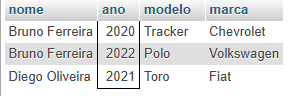 nome ano modelo marca
Bruno Ferreira 2020 Tracker Chevrolet
Bruno Ferreira 2022 Polo Volkswagen
Diego Oliveira 2021 Toro Fiat